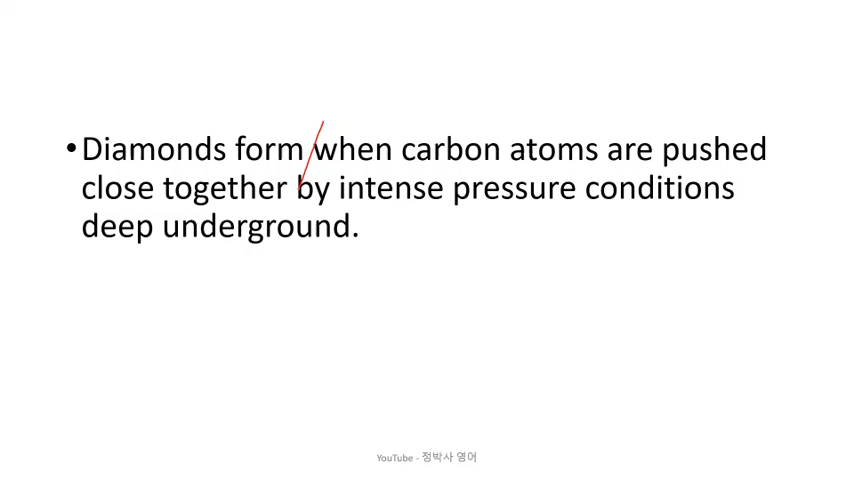 •Diamonds form when carbon atoms are pushed
close together by intense pressure conditions
deep underground.
YouTube - 정박사 영어